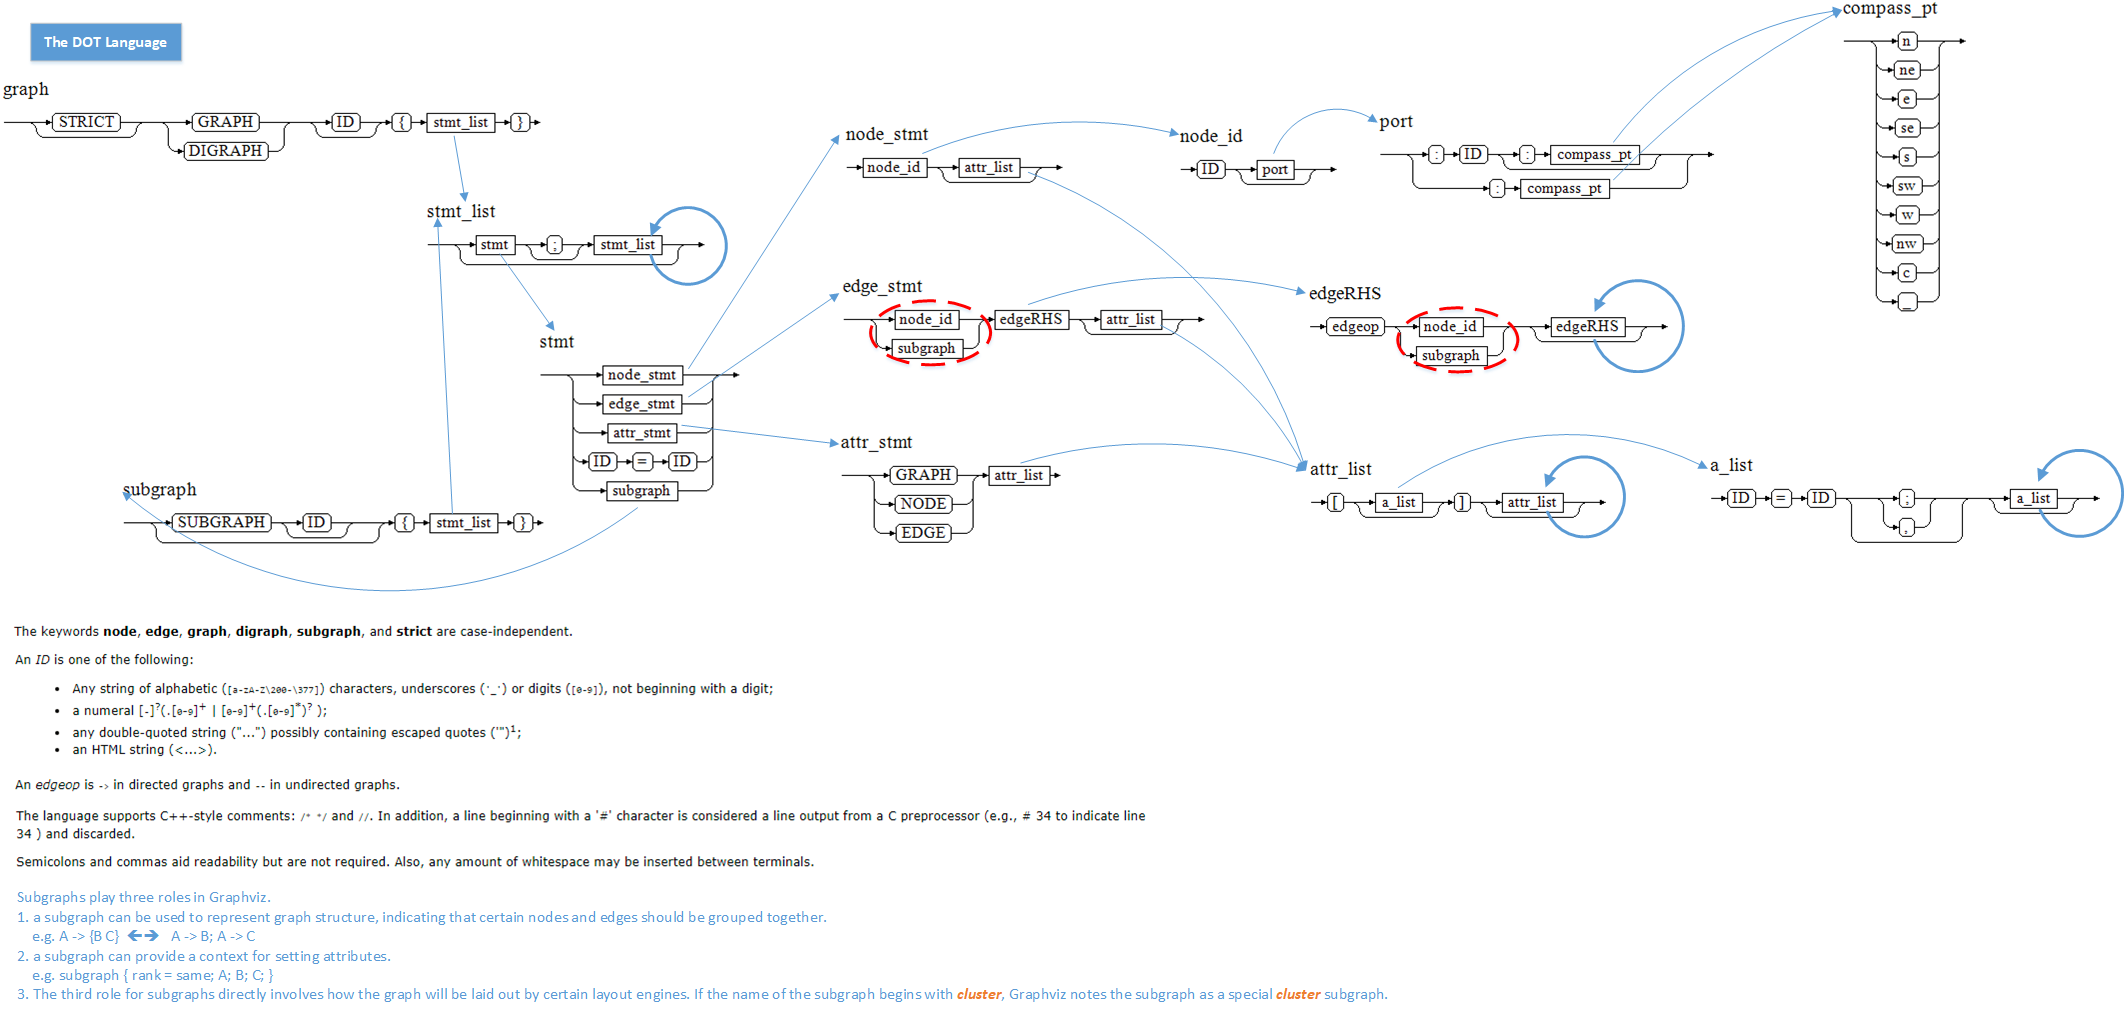 The DOT Language
graph
STRICT GRAPH ID { stmt_list }
DIGRAPH
stmt_list
stmt ; stmt_list
stmt
node_stmt
edge_stmt
attr_stmt
ID = ID
subgraph
subgraph
SUBGRAPH ID { stmt_list }
node_stmt
node_id attr_list
edge_stmt
node_id edgeRHS attr_list
subgraph
attr_stmt
GRAPH attr_list
NODE
EDGE
node_id
ID port
port
: ID : compass_pt
: compass_pt
edgeRHS
edgeop node_id edgeRHS
subgraph
attr_list
[ a_list ] attr_list
a_list
ID = ID ; a_list
,
compass_pt
n
ne
e
se
s
sw
w
nw
c
_
The keywords node, edge, graph, digraph, subgraph, and strict are case-independent.
An ID is one of the following:
• Any string of alphabetic ([a-zA-Z\200-\377]) characters, underscores ('_') or digits ([0-9]), not beginning with a digit;
• a numeral [-]?(.[0-9]+ | [0-9]+(.[0-9]*)? );
• any double-quoted string ("...") possibly containing escaped quotes ('")1;
• an HTML string (<...>).
An edgeop is -> in directed graphs and -- in undirected graphs.
The language supports C++-style comments: /* */ and //. In addition, a line beginning with a '#' character is considered a line output from a C preprocessor (e.g., # 34 to indicate line
34 ) and discarded.
Semicolons and commas aid readability but are not required. Also, any amount of whitespace may be inserted between terminals.
Subgraphs play three roles in Graphviz.
1. a subgraph can be used to represent graph structure, indicating that certain nodes and edges should be grouped together.
e.g. A -> {B C} 🡨🡪 A -> B; A -> C
2. a subgraph can provide a context for setting attributes.
e.g. subgraph { rank = same; A; B; C; }
3. The third role for subgraphs directly involves how the graph will be laid out by certain layout engines. If the name of the subgraph begins with cluster, Graphviz notes the subgraph as a special cluster subgraph.